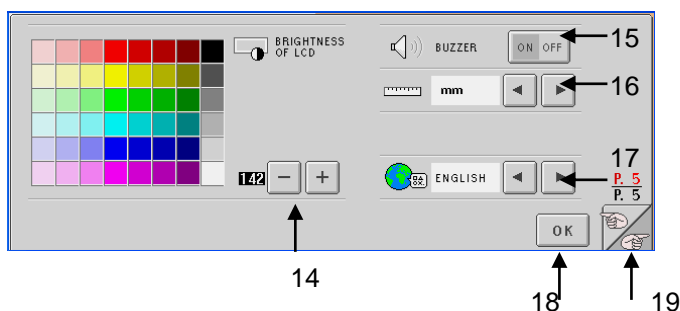 BRIGHTNESS
OF LCD
BUZZER
ON OFF
15
mm
16
142
ENGLISH
17
P. 5
P. 5
OK
14
18
19